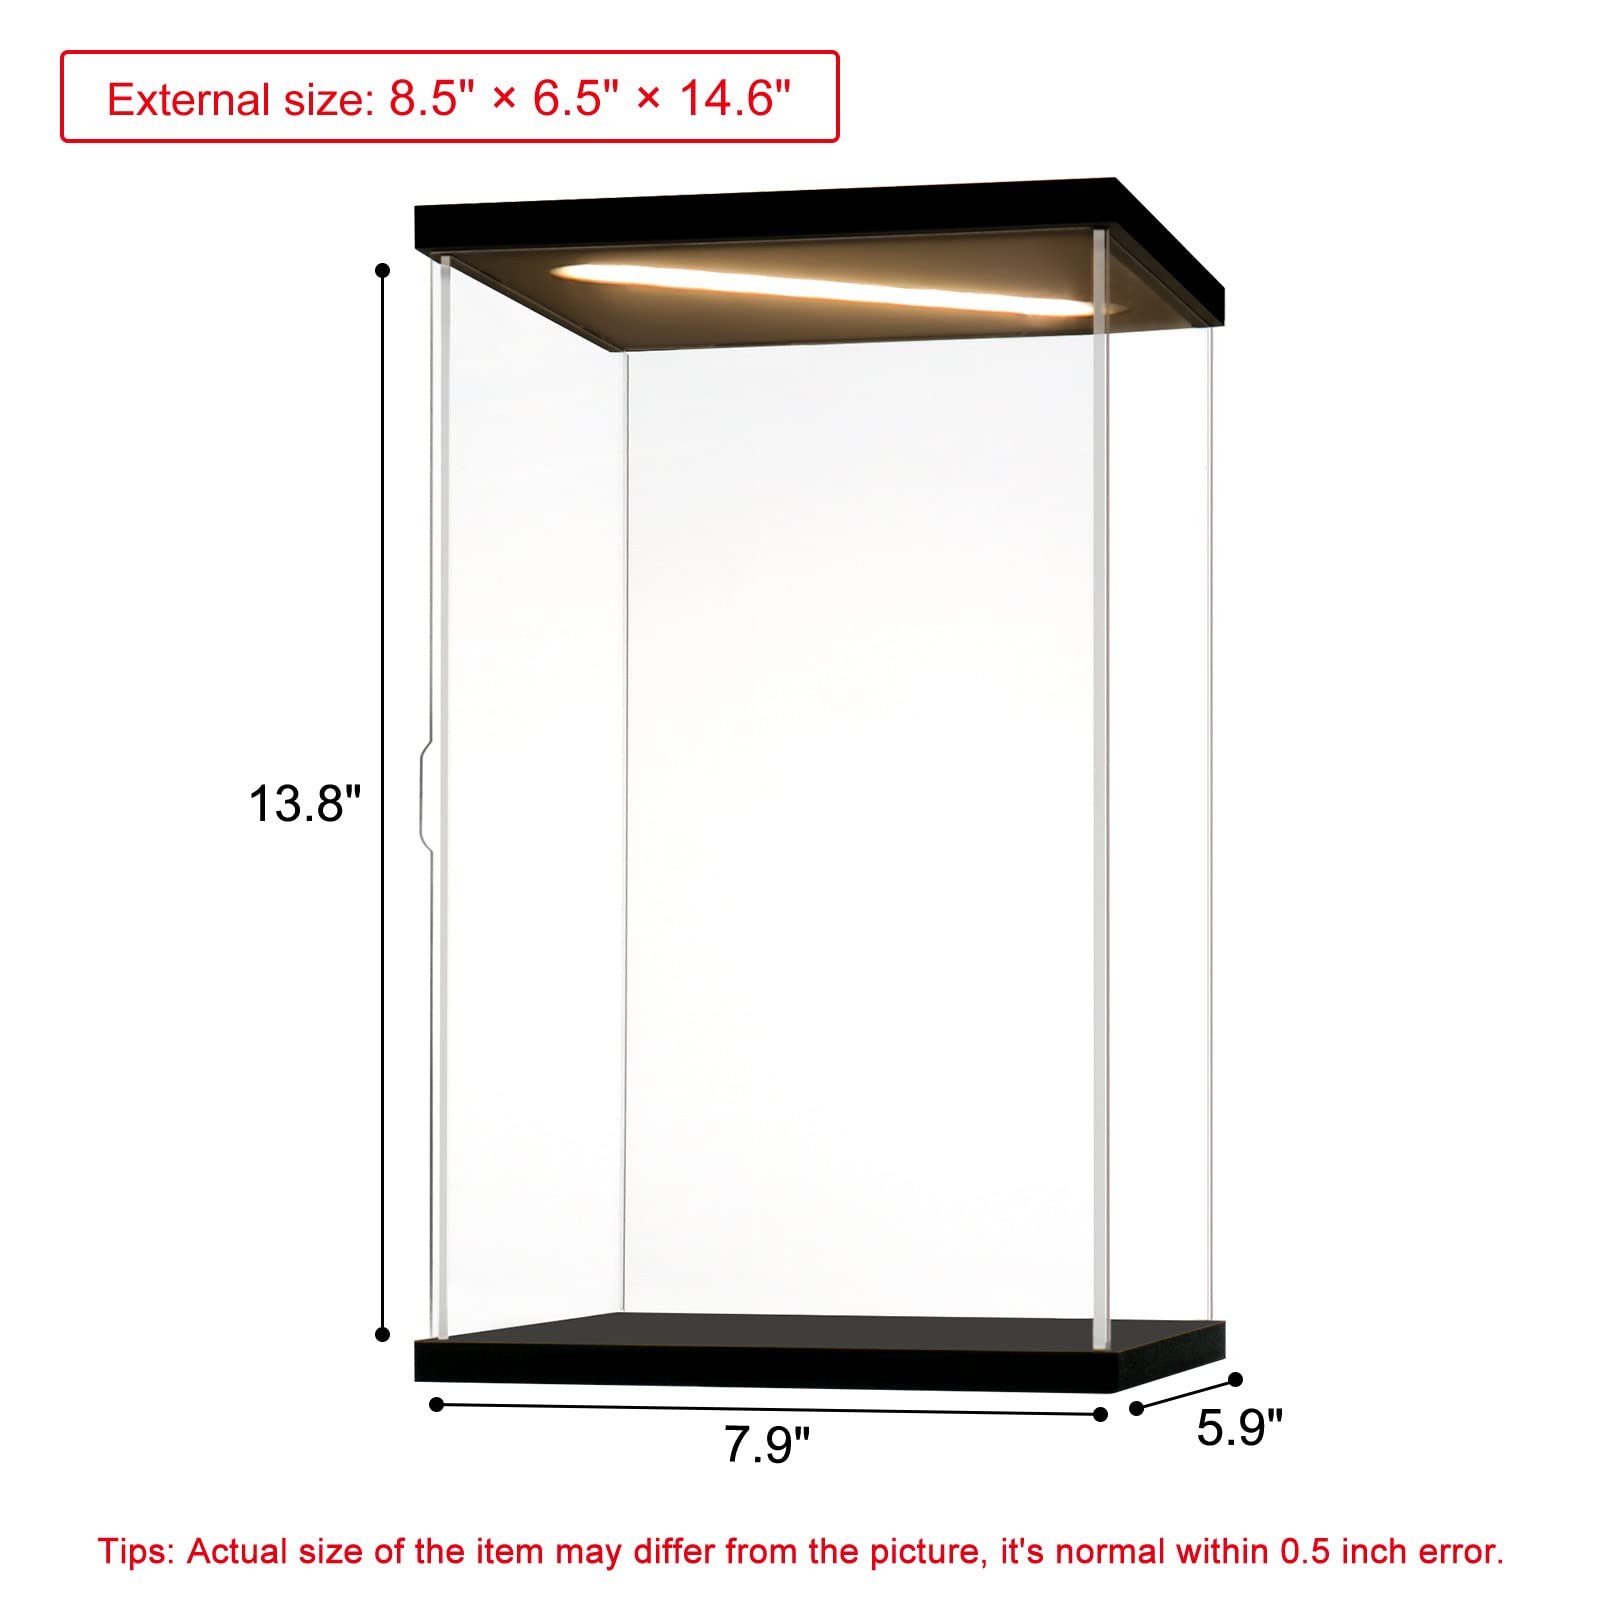 External size: 8.5" × 6.5" × 14.6"
13.8"
7.9"
5.9"
Tips: Actual size of the item may differ from the picture, it's normal within 0.5 inch error.